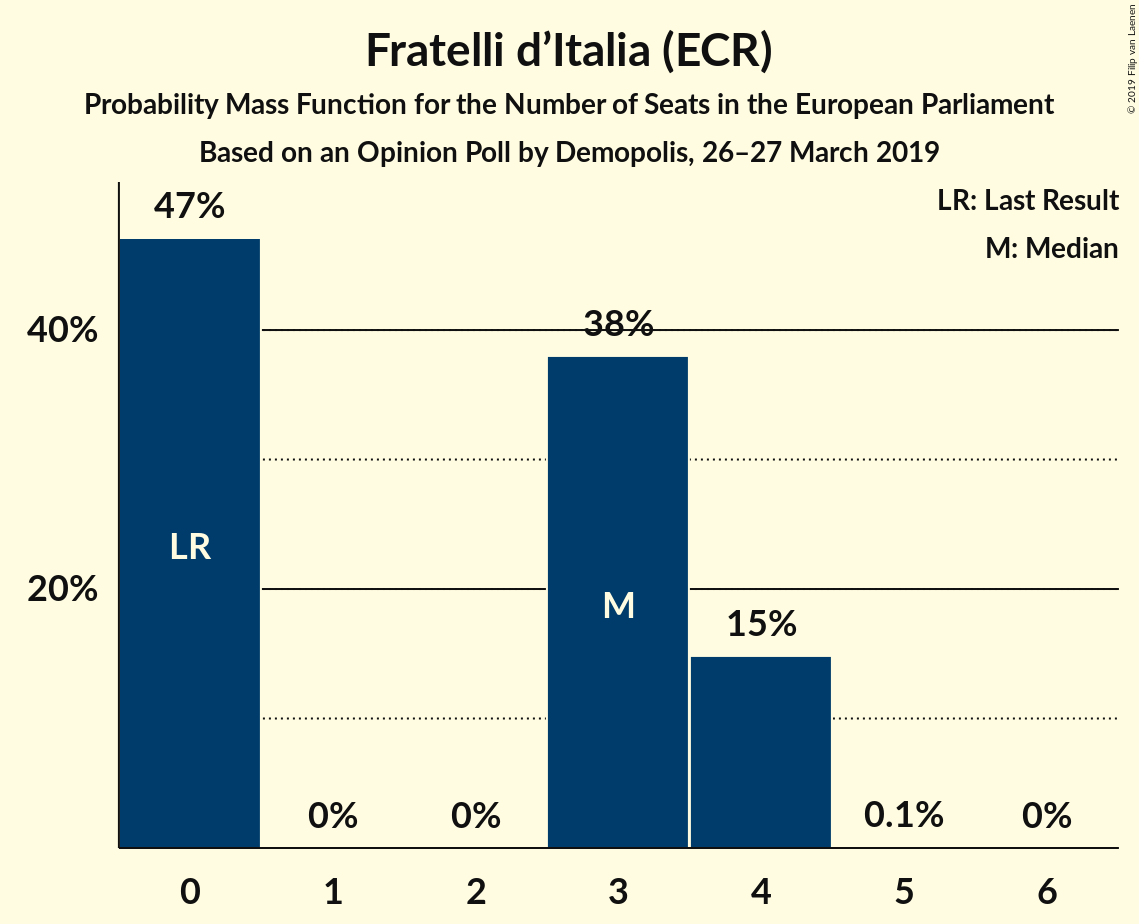 Fratelli d’Italia (ECR)
Probability Mass Function for the Number of Seats in the European Parliament
Based on an Opinion Poll by Demopolis, 26–27 March 2019
© 2019 Filip van Laenen
LR: Last Result
M: Median
47%
38%
40%
LR
M
20%
15%
0%
0%
0.1%
0%
0
1
2
3
4
5
6